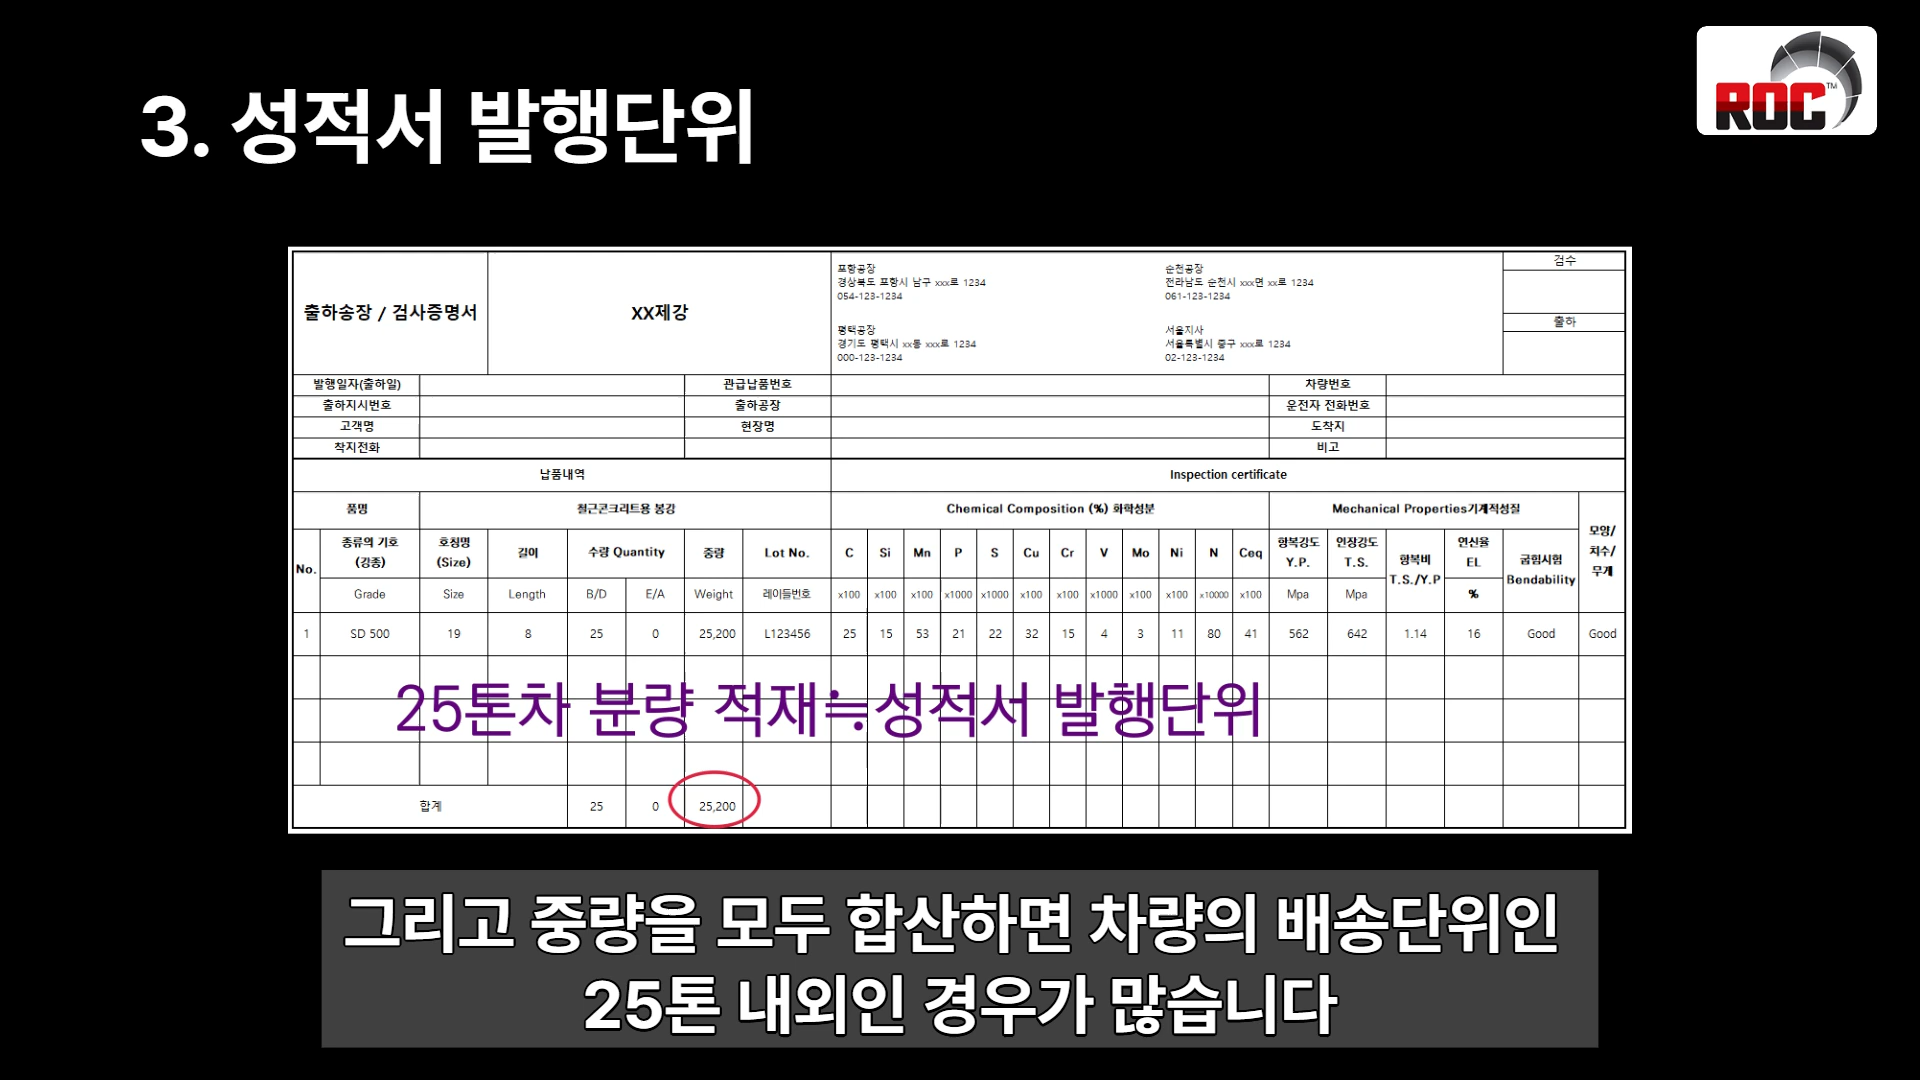 3. 성적서 발행단위
ROC™
출하송장 / 검사증명서
XX제강
포항공장
경상북도 포항시 남구 xxx로 1234
054-123-1234
순천공장
전라남도 순천시 xxx면 xx로 1234
061-123-1234
평택공장
경기도 평택시 xx동 xxx로 1234
000-123-1234
서울지사
서울특별시 중구 xxx로 1234
02-123-1234
검수
출하
발행일자(출하일) 관급납품번호 차량번호
출하지시번호 출하공장 운전자 전화번호
고객명 현장명 도착지
착지전화 비고
납품내역 Inspection certificate
품명 철근콘크리트용 봉강 Chemical Composition (%) 화학성분 Mechanical Properties기계적성질 모양/치수/무게
No. 종류의 기호 (강종) 호칭명 (Size) 길이 수량 Quantity 중량 Lot No. C Si Mn P S Cu Cr V Mo Ni N Ceq 항복강도 Y.P. 인장강도 T.S. 항복비 T.S./Y.P 연신율 EL 굽힘시험 Bendability
Grade Size Length B/D E/A Weight 레이들번호 x100 x100 x100 x1000 x1000 x100 x100 x1000 x100 x100 x10000 x100 Mpa Mpa %
1 SD 500 19 8 25 0 25,200 L123456 25 15 53 21 22 32 15 4 3 11 80 41 562 642 1.14 16 Good Good
25톤차 분량 적재≒성적서 발행단위
합계 25 0 25,200
그리고 중량을 모두 합산하면 차량의 배송단위인
25톤 내외인 경우가 많습니다